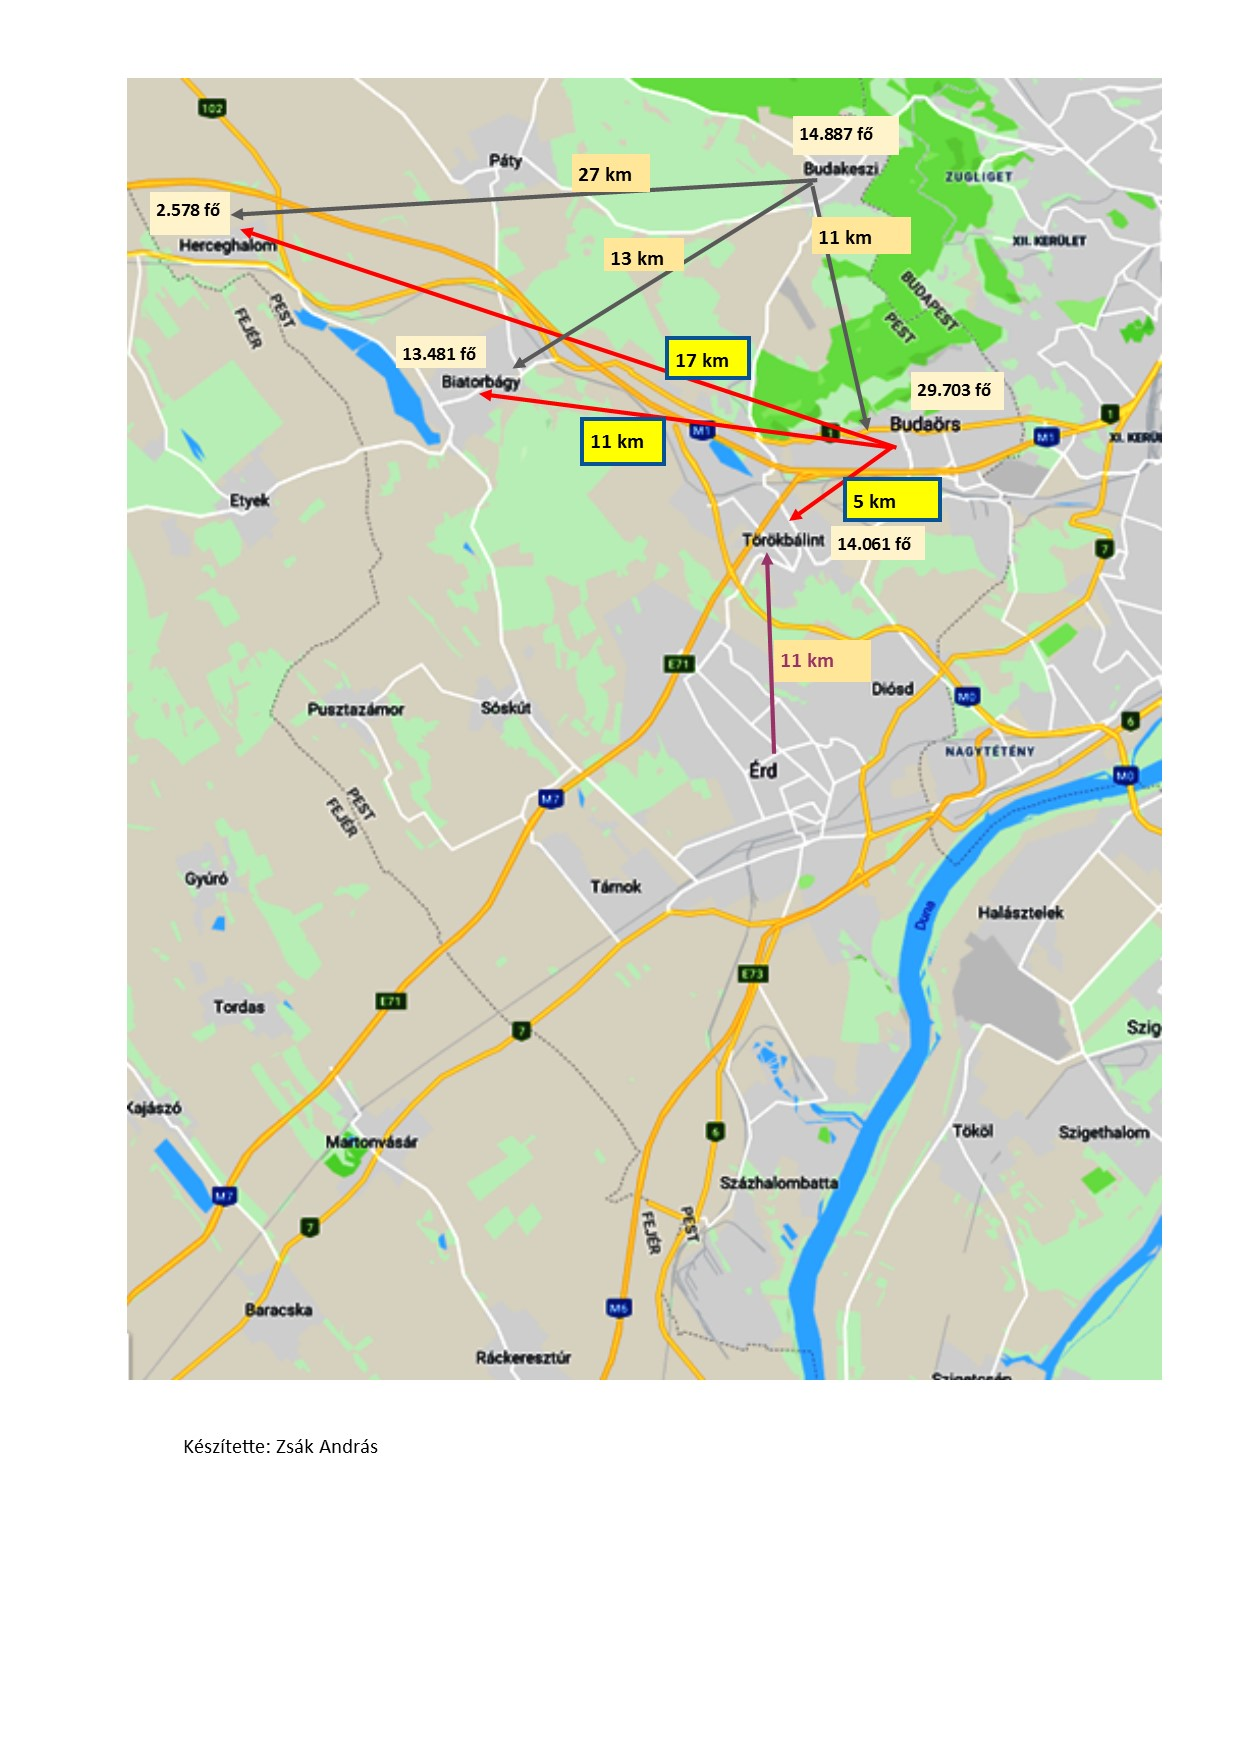 102
14.887 fő
Páty
Budakeszi
27 km
ZUGLIGET
2.578 fő
11 km
XII. KERÜLET
Herceghalom
13 km
BUDAPEST
PEST
PEST
FEJÉR
13.481 fő
17 km
Biatorbágy
29.703 fő
1
Budaörs
M1
1
M1
XI. KERÜL
11 km
Etyek
5 km
Törökbálint
14.061 fő
7
E71
11 km
Diósd
M0
Pusztazámor
Sóskút
6
NAGYTÉTÉNY
Érd
M0
M7
PEST
FEJÉR
Gyúró
Tárnok
Duna
Halásztelek
E73
E71
Tordas
7
Szig
Kajászó
6
Martonvásár
Tököl
Szigethalom
Százhalombatta
M7
7
FEJÉR
PEST
Baracska
M6
Ráckeresztúr
Szigetcsép
Készítette: Zsák András